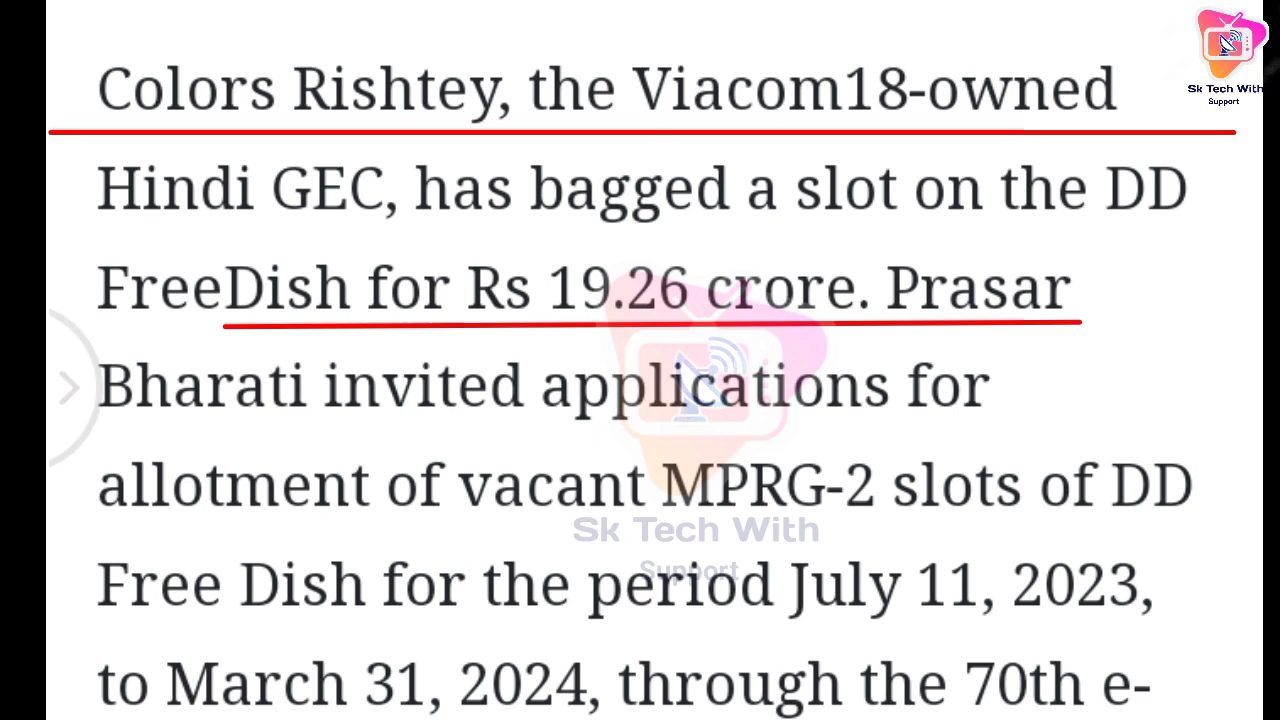 Colors Rishtey, the Viacom18-owned
Hindi GEC, has bagged a slot on the DD
FreeDish for Rs 19.26 crore. Prasar
Bharati invited applications for
allotment of vacant MPRG-2 slots of DD
Free Dish for the period July 11, 2023,
to March 31, 2024, through the 70th e-
Sk Tech With
Support
Sk Tech With
Support